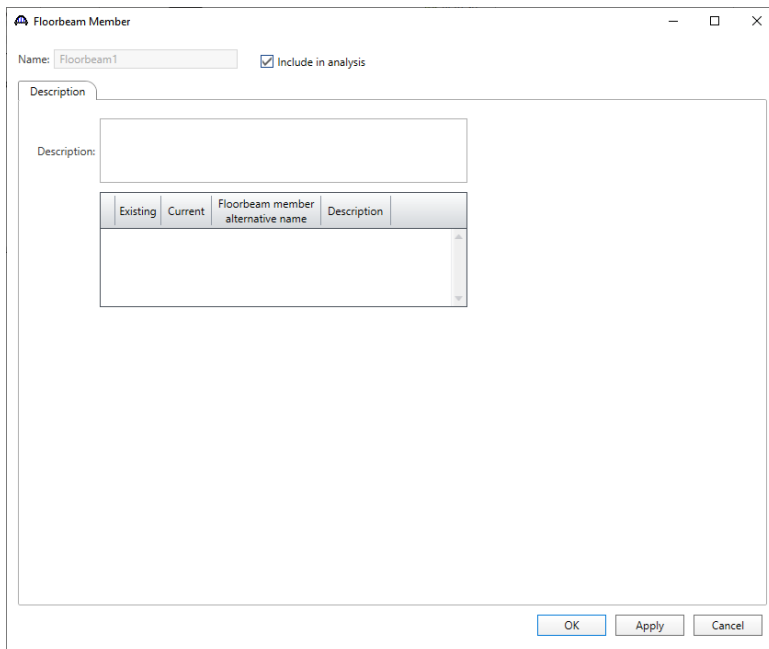 Floorbeam Member
Name: Floorbeam1 Include in analysis
Description
Description:
Existing Current Floorbeam member alternative name Description
OK Apply Cancel